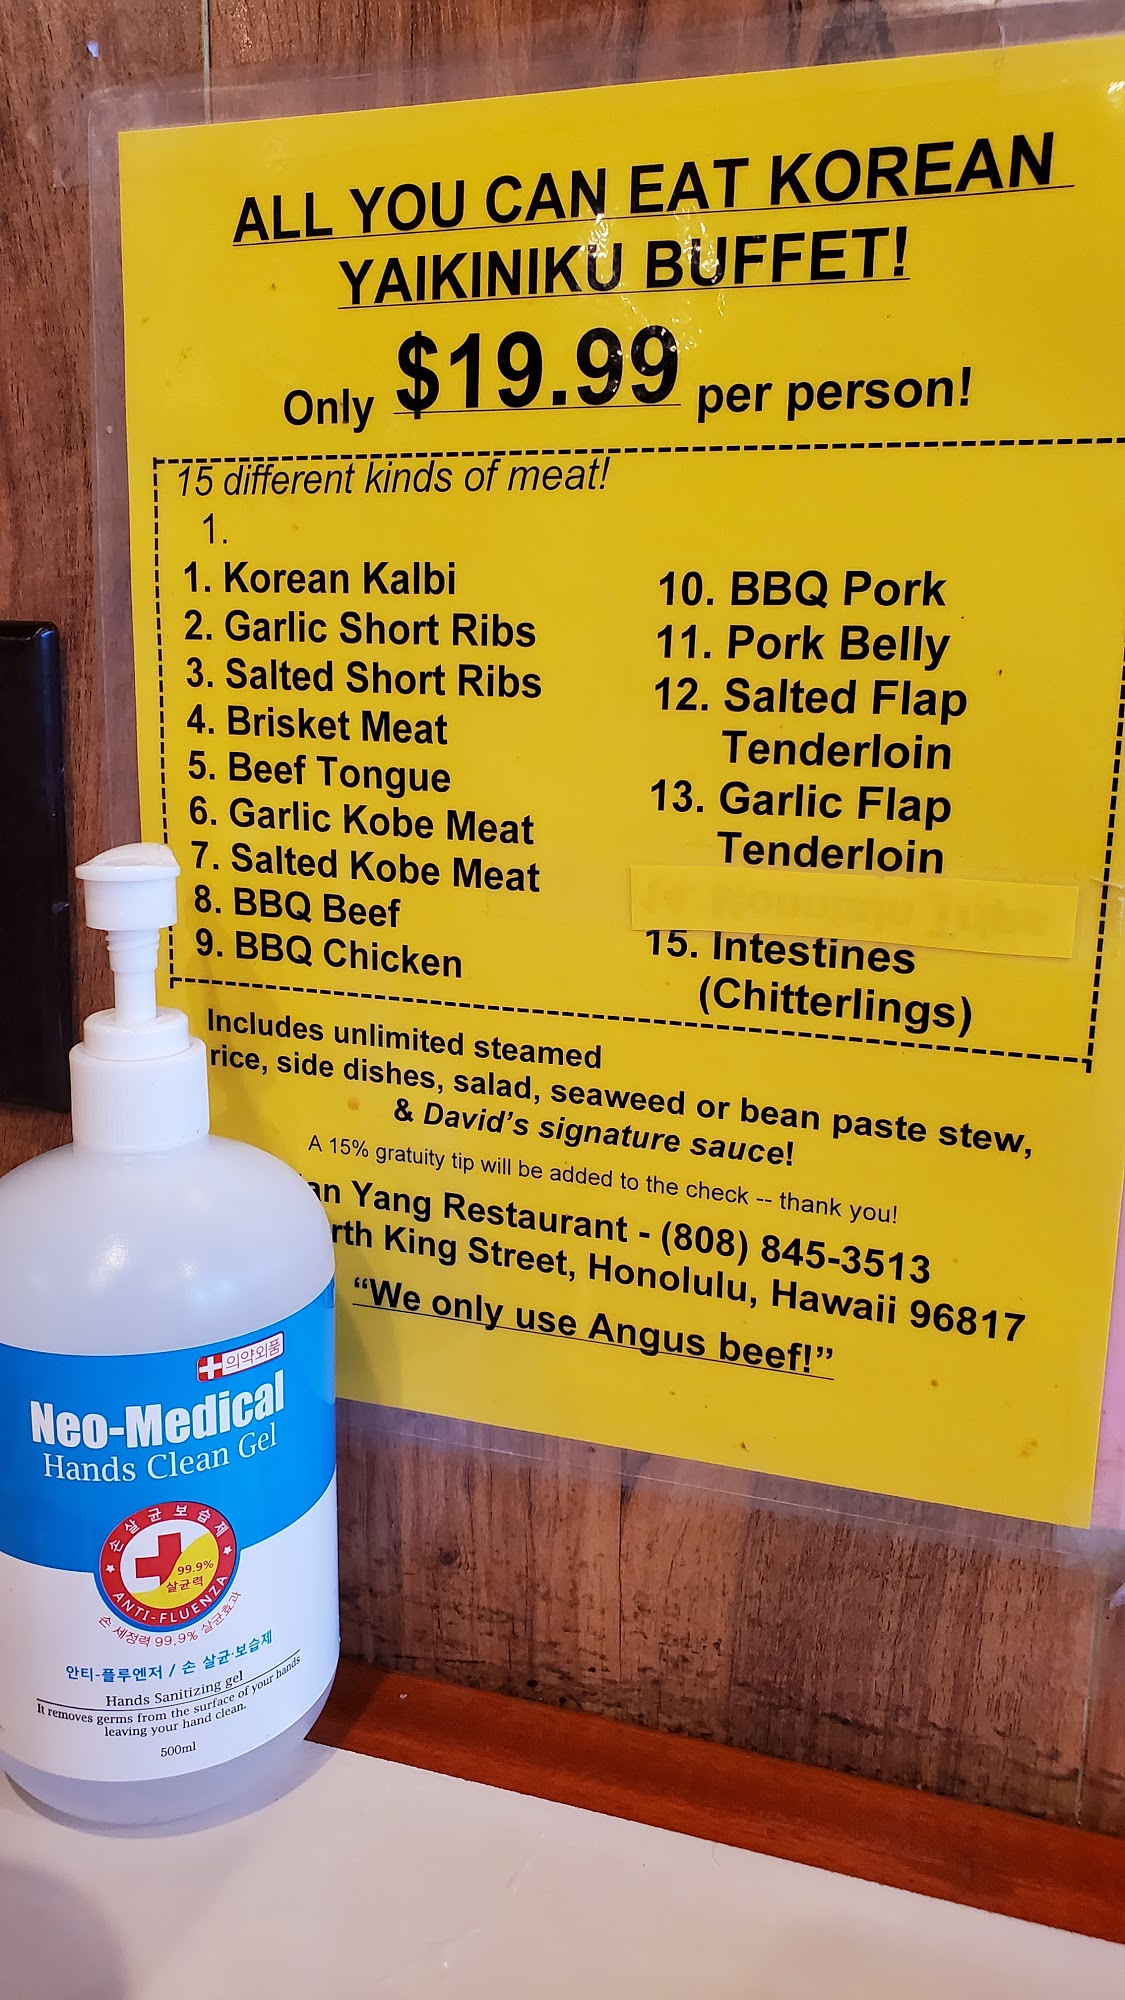 ALL YOU CAN EAT KOREAN
YAIKINIKU BUFFET!
Only $19.99 per person!
15 different kinds of meat!
1.
1. Korean Kalbi
2. Garlic Short Ribs
3. Salted Short Ribs
4. Brisket Meat
5. Beef Tongue
6. Garlic Kobe Meat
7. Salted Kobe Meat
8. BBQ Beef
9. BBQ Chicken
10. BBQ Pork
11. Pork Belly
12. Salted Flap
Tenderloin
13. Garlic Flap
Tenderloin
15. Intestines
(Chitterlings)
Includes unlimited steamed
rice, side dishes, salad, seaweed or bean paste stew,
& David's signature sauce!
A 15% gratuity tip will be added to the check -- thank you!
Yang Restaurant - (808) 845-3513
King Street, Honolulu, Hawaii 96817
“We only use Angus beef!”
의약외품
Neo-Medical
Hands Clean Gel
손 살균 보습제
99.9%
살균력
ANTI-FLUENZA
손 세정력 99.9% 살균효과
안티-플루엔저 / 손 살균·보습제
Hands Sanitizing gel
It removes germs from the surface of your hands
leaving your hand clean.
500ml